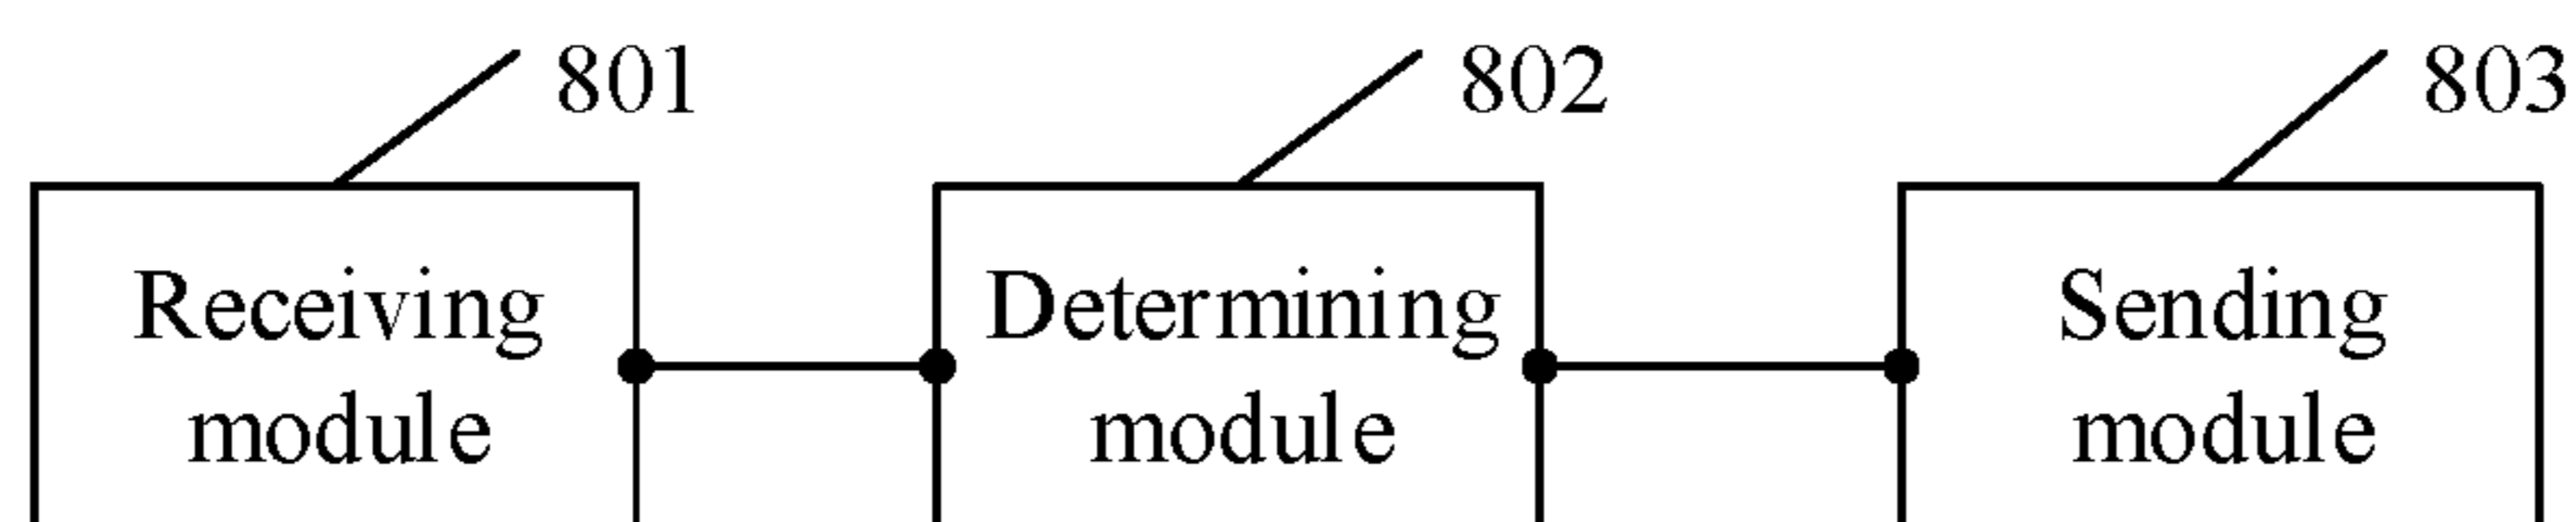 801
802
803
Receiving
module
Determining
module
Sending
module